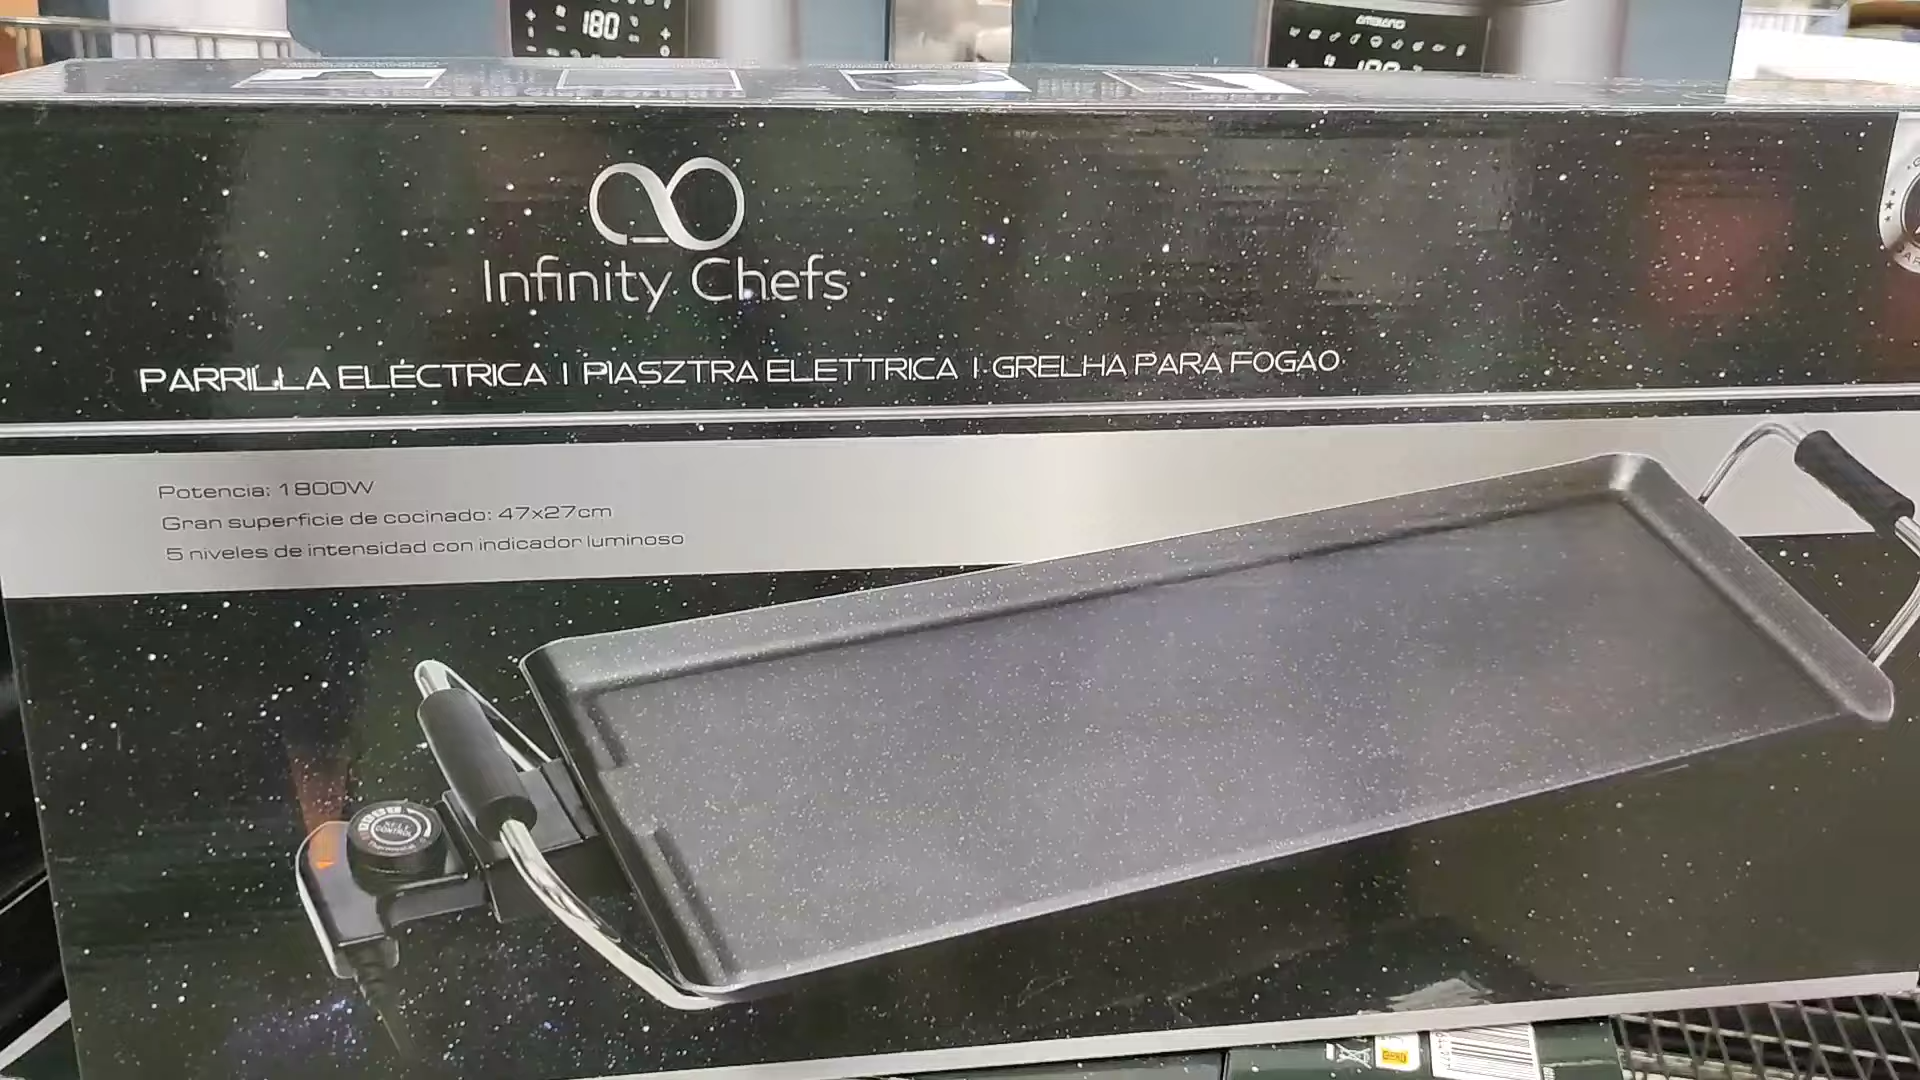 180
AMBIANO
Infinity Chefs
PARRILLA ELÉCTRICA | PIASZTRA ELETTRICA | GRELHA PARA FOGAO
Potencia: 1800W
Gran superficie de cocinado: 47x27cm
5 niveles de intensidad con indicador luminoso